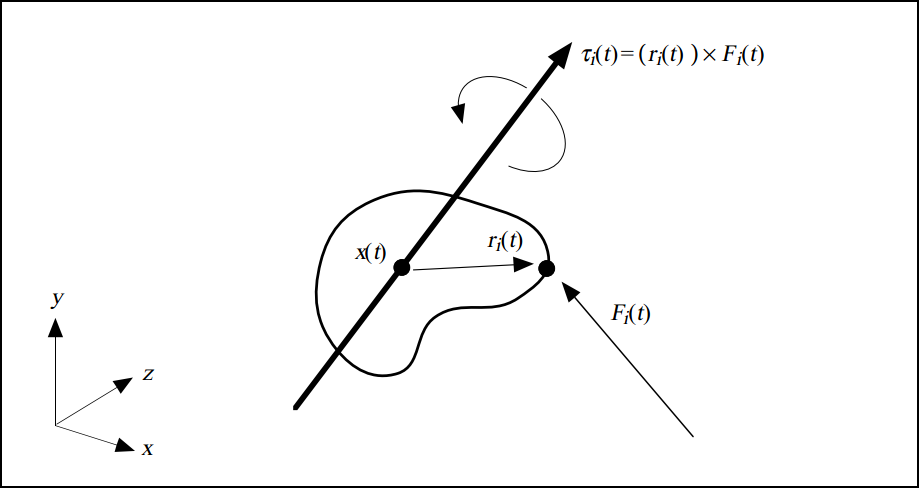 τi(t)=(ri(t) )×Fi(t)
x(t)
ri(t)
Fi(t)
y
z
x